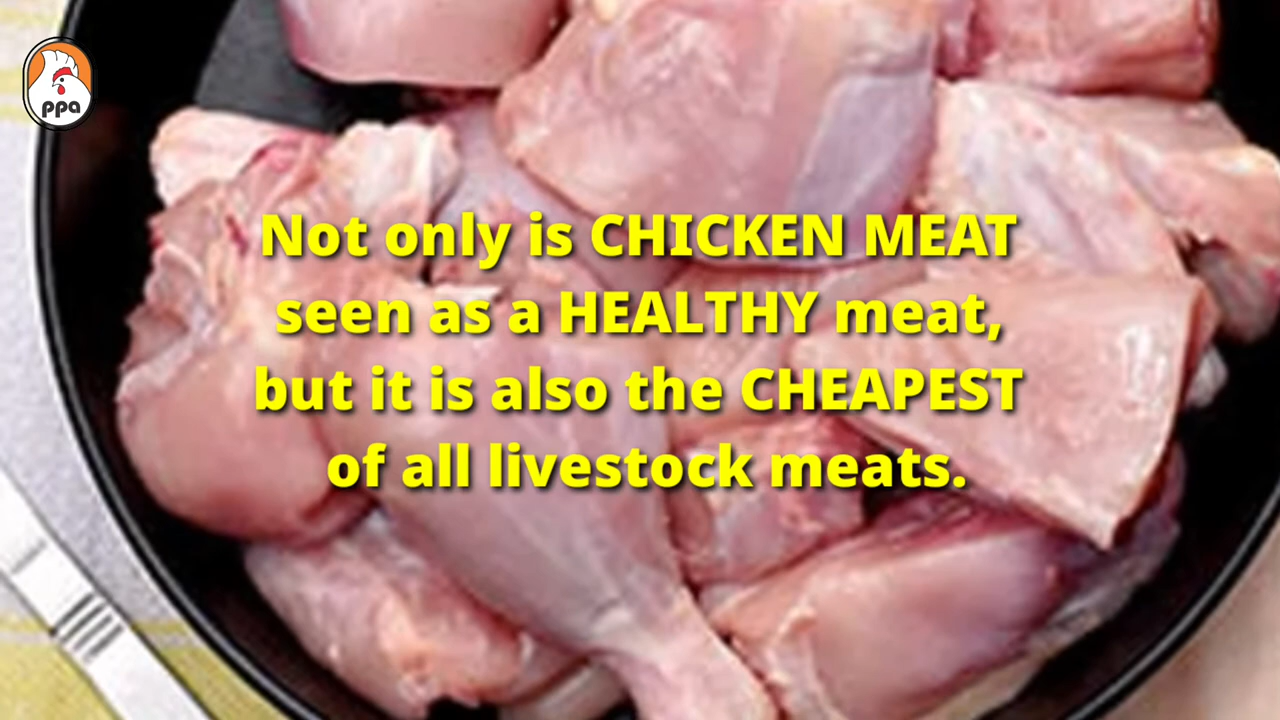 ppa
Not only is CHICKEN MEAT
seen as a HEALTHY meat,
but it is also the CHEAPEST
of all livestock meats.